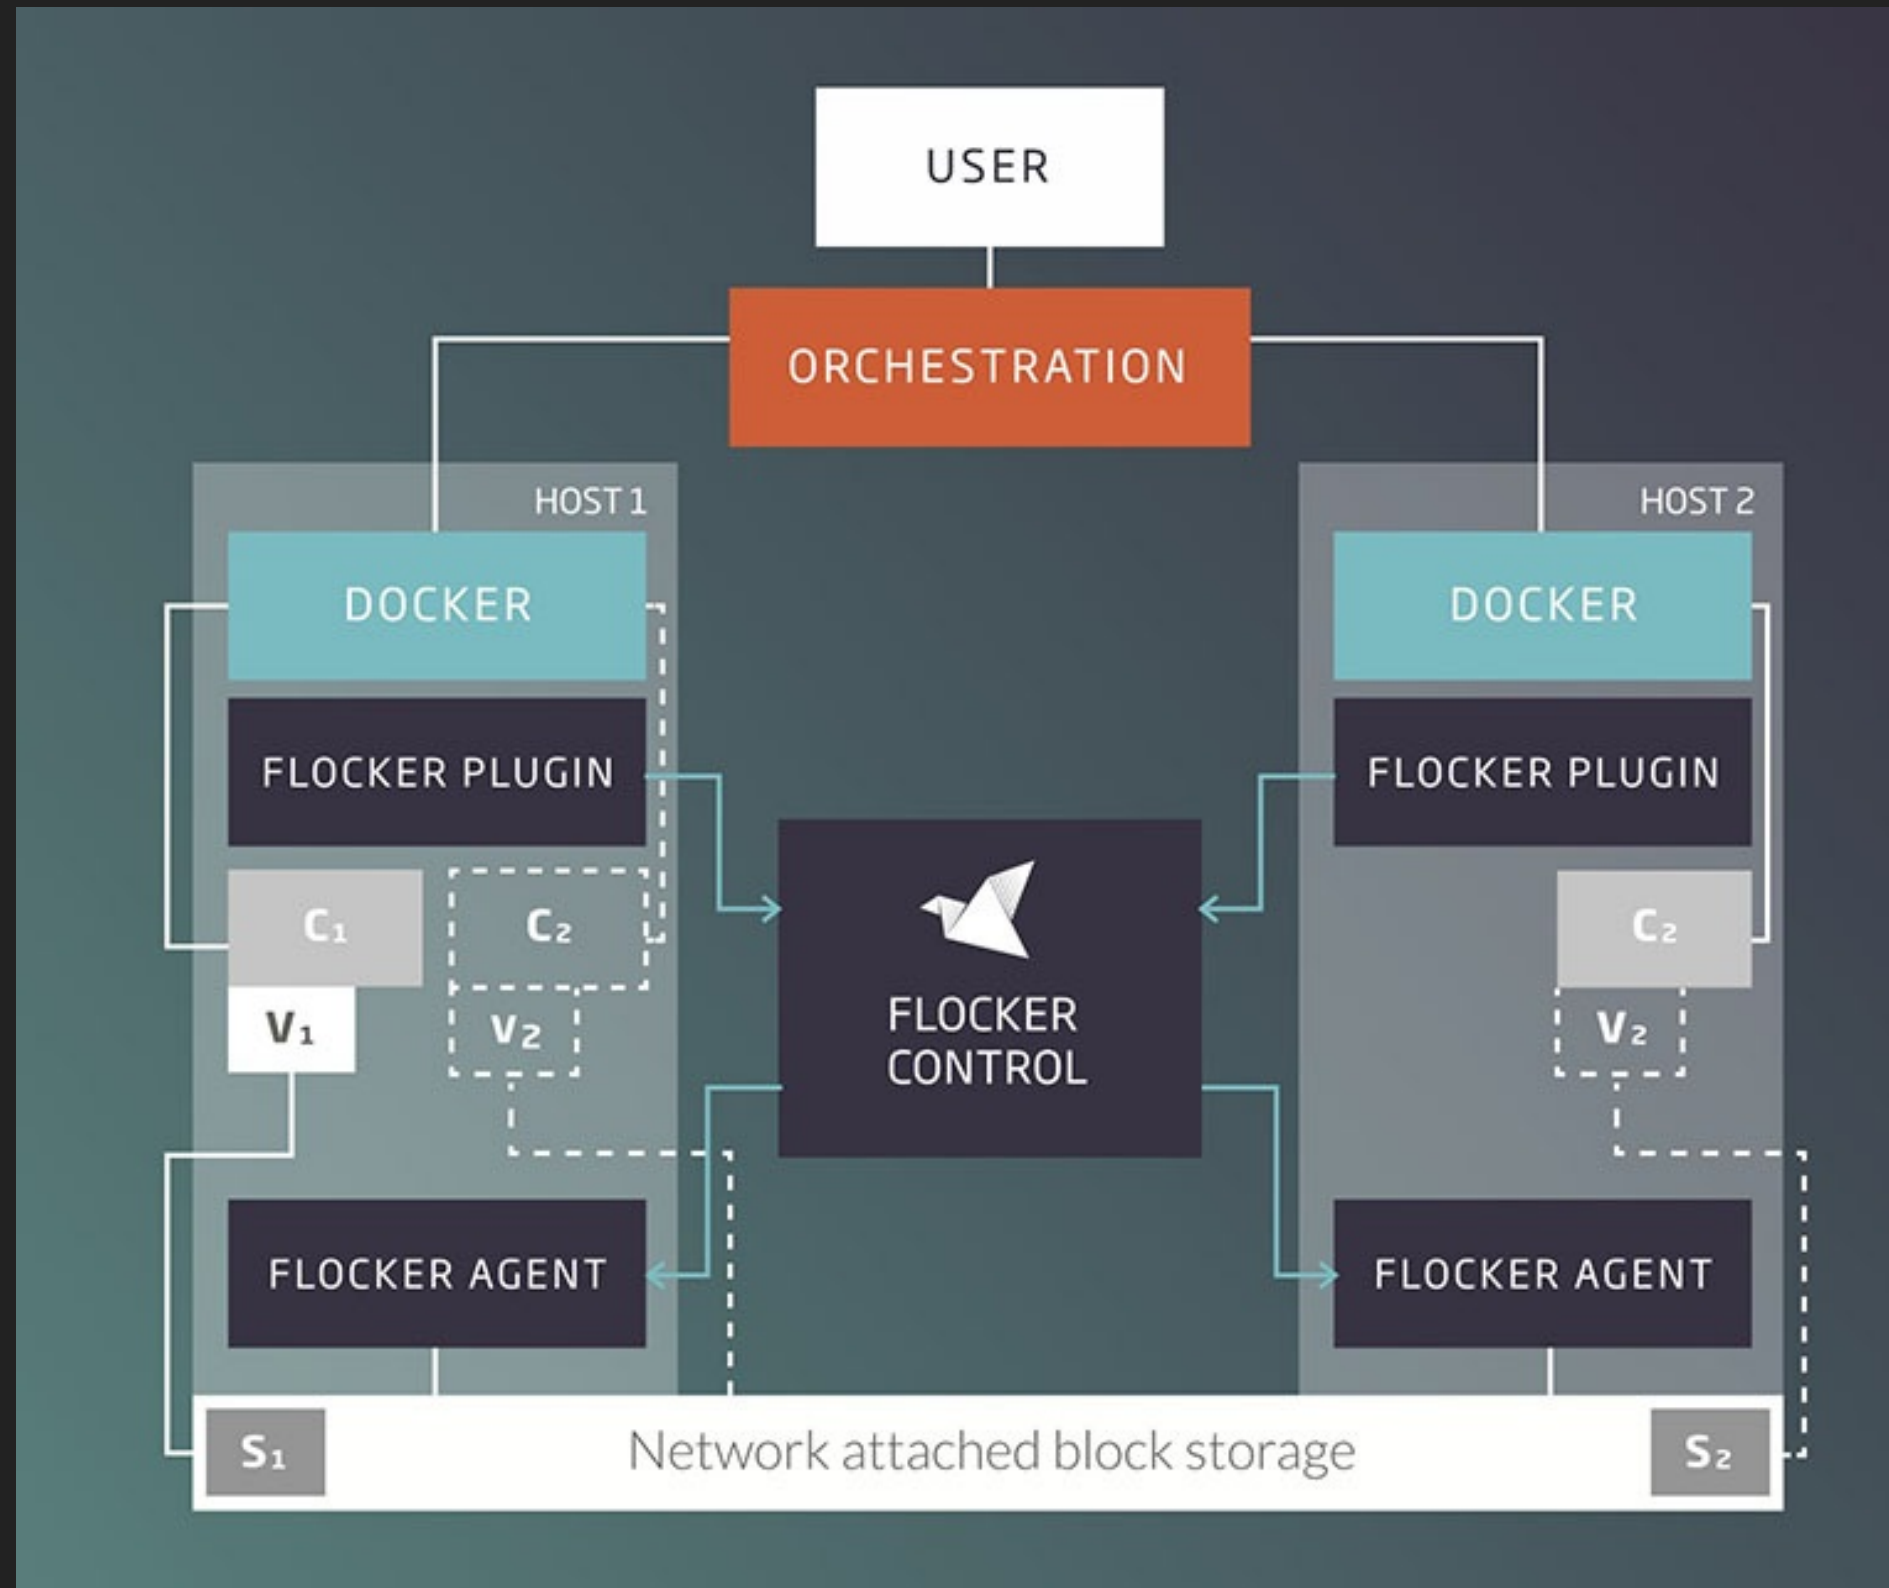 USER
ORCHESTRATION
HOST 1
DOCKER
FLOCKER PLUGIN
C₁
C₂
V₁
V₂
FLOCKER AGENT
FLOCKER
CONTROL
HOST 2
DOCKER
FLOCKER PLUGIN
C₂
V₂
FLOCKER AGENT
S₁
Network attached block storage
S₂